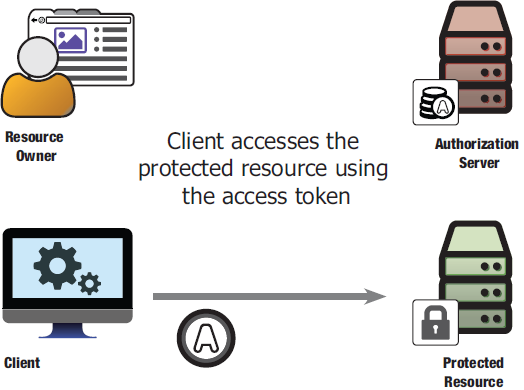 Resource
Owner
Authorization
Server
Client accesses the
protected resource using
the access token
A
A
Client
Protected
Resource